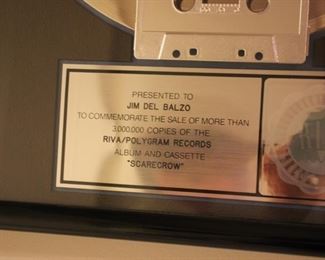 PRESENTED TO
JIM DEL BALZO
TO COMMEMORATE THE SALE OF MORE THAN
3,000,000 COPIES OF THE
RIVA/POLYGRAM RECORDS
ALBUM AND CASSETTE
"SCARECROW"